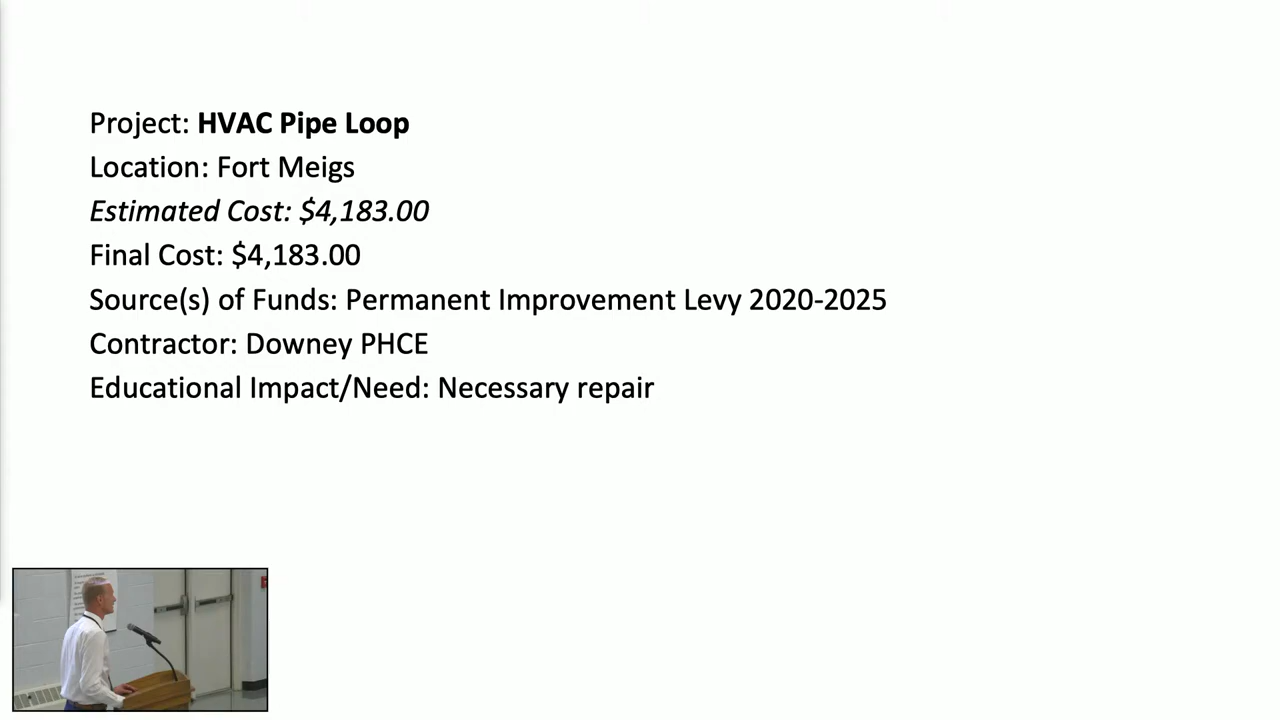 Project: HVAC Pipe Loop
Location: Fort Meigs
Estimated Cost: $4,183.00
Final Cost: $4,183.00
Source(s) of Funds: Permanent Improvement Levy 2020-2025
Contractor: Downey PHCE
Educational Impact/Need: Necessary repair